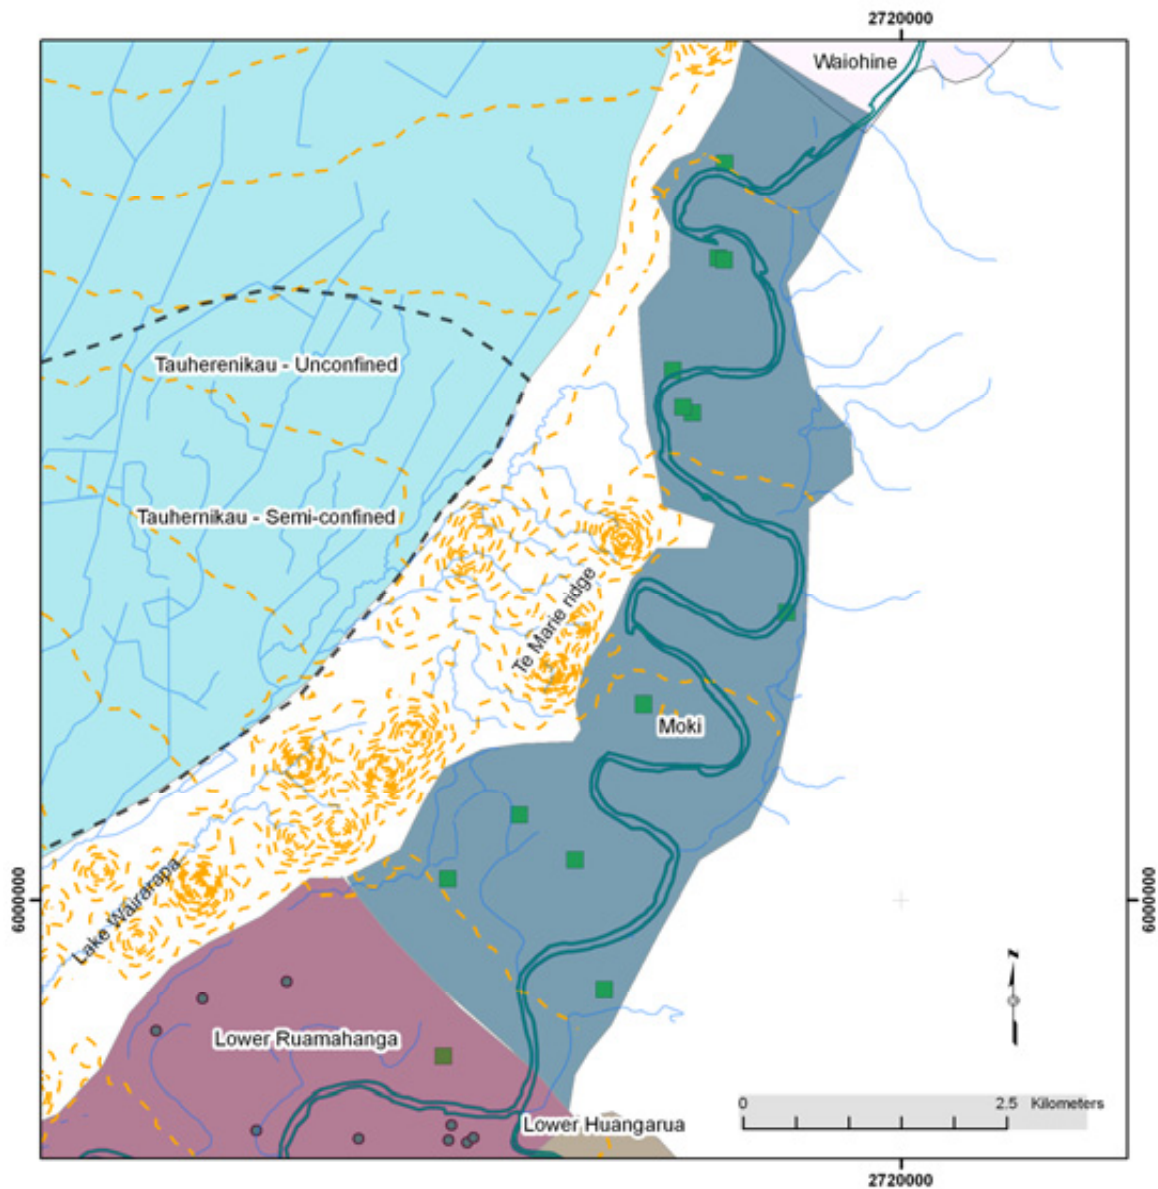 2720000
Waiohine
Tauherenikau - Unconfined
Tauhernikau - Semi-confined
Te Marie ridge
Moki
Lake Wairarapa
6000000
6000000
Lower Ruamahanga
Lower Huangarua
0 2.5 Kilometers
2720000